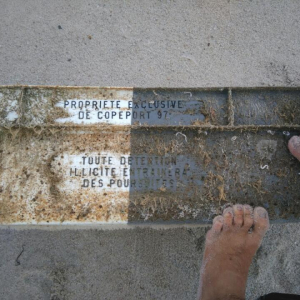 PROPRIETE EXCLUSIVE
DE COPEPORT 97
TOUTE DETENTION
ILLICITE ENTRAINERA
DES POURSUITES